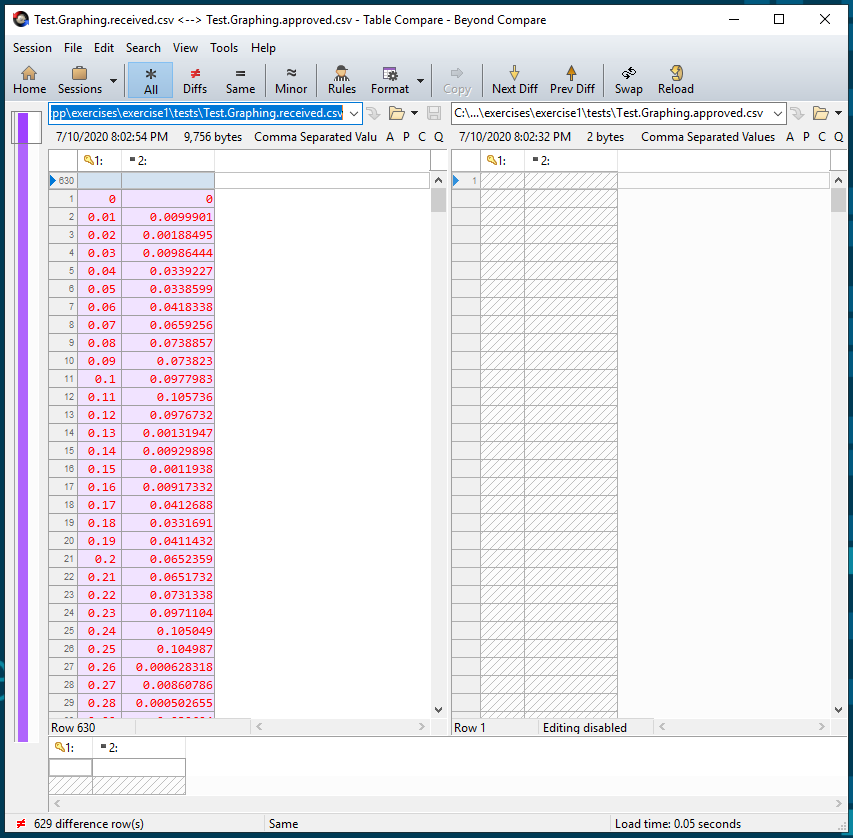 Test.Graphing.received.csv <--> Test.Graphing.approved.csv - Table Compare - Beyond Compare
Session File Edit Search View Tools Help
Home Sessions All Diffs Same Minor Rules Format Copy Next Diff Prev Diff Swap Reload
pp\exercises\exercise1\tests\Test.Graphing.received.csv C:\...\exercises\exercise1\tests\Test.Graphing.approved.csv
7/10/2020 8:02:54 PM 9,756 bytes Comma Separated Valu A P C Q 7/10/2020 8:02:32 PM 2 bytes Comma Separated Values A P C Q
1: 2: 1: 2:
630 1
1 0 0
2 0.01 0.0099901
3 0.02 0.00188495
4 0.03 0.00986444
5 0.04 0.0339227
6 0.05 0.0338599
7 0.06 0.0418338
8 0.07 0.0659256
9 0.08 0.0738857
10 0.09 0.073823
11 0.1 0.0977983
12 0.11 0.105736
13 0.12 0.0976732
14 0.13 0.00131947
15 0.14 0.00929898
16 0.15 0.0011938
17 0.16 0.00917332
18 0.17 0.0412688
19 0.18 0.0331691
20 0.19 0.0411432
21 0.2 0.0652359
22 0.21 0.0651732
23 0.22 0.0731338
24 0.23 0.0971104
25 0.24 0.105049
26 0.25 0.104987
27 0.26 0.000628318
28 0.27 0.00860786
29 0.28 0.000502655
Row 630 Row 1 Editing disabled
1: 2:
629 difference row(s) Same Load time: 0.05 seconds